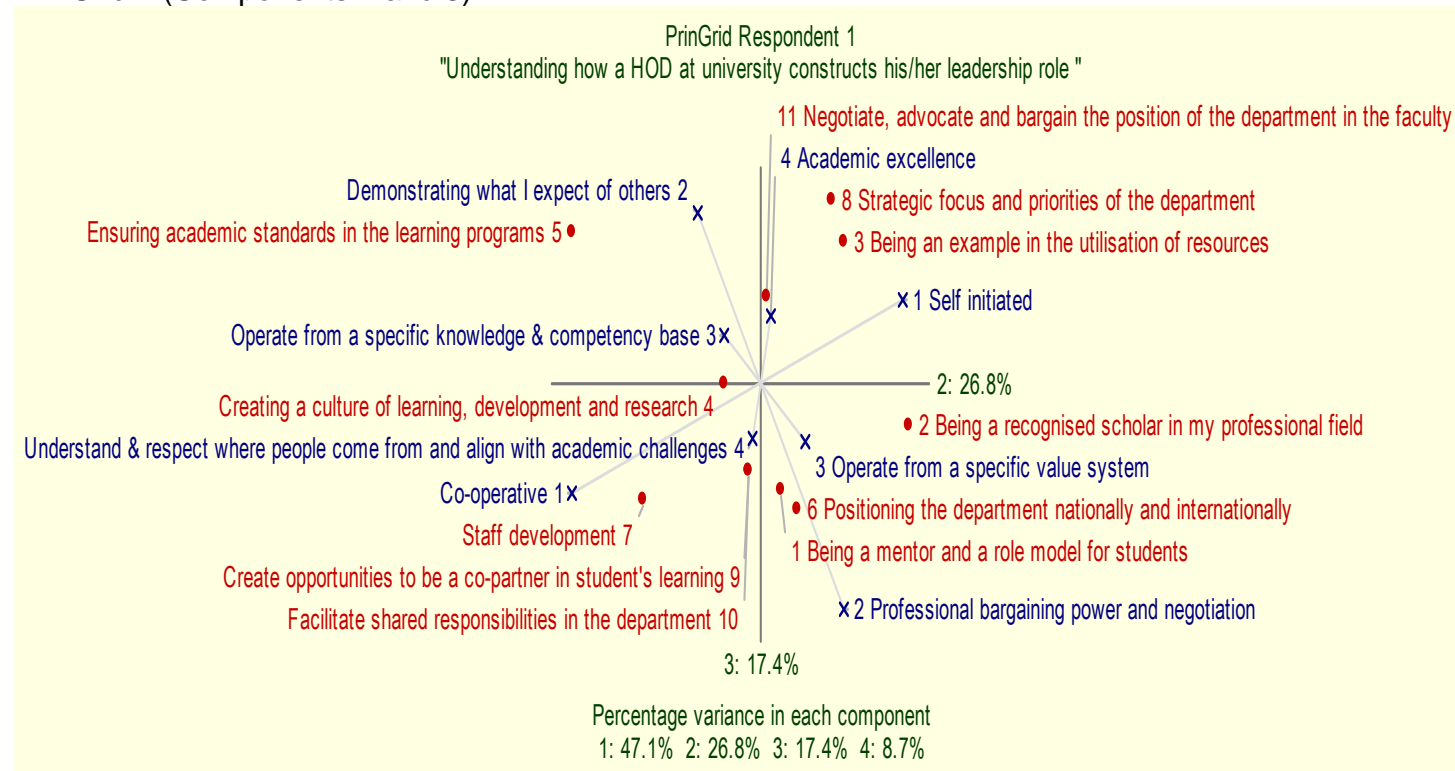 PrinGrid Respondent 1
"Understanding how a HOD at university constructs his/her leadership role "
11 Negotiate, advocate and bargain the position of the department in the faculty
4 Academic excellence
Demonstrating what I expect of others 2
8 Strategic focus and priorities of the department
Ensuring academic standards in the learning programs 5
3 Being an example in the utilisation of resources
1 Self initiated
Operate from a specific knowledge & competency base 3
2: 26.8%
Creating a culture of learning, development and research 4
2 Being a recognised scholar in my professional field
Understand & respect where people come from and align with academic challenges 4
3 Operate from a specific value system
Co-operative 1
6 Positioning the department nationally and internationally
Staff development 7
1 Being a mentor and a role model for students
Create opportunities to be a co-partner in student's learning 9
2 Professional bargaining power and negotiation
Facilitate shared responsibilities in the department 10
3: 17.4%
Percentage variance in each component
1: 47.1% 2: 26.8% 3: 17.4% 4: 8.7%